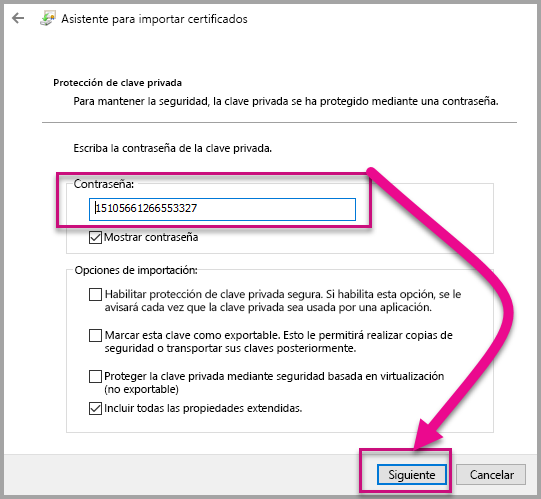 Asistente para importar certificados
Protección de clave privada
Para mantener la seguridad, la clave privada se ha protegido mediante una contraseña.
Escriba la contraseña de la clave privada.
Contraseña:
15105661266553327
Mostrar contraseña
Opciones de importación:
Habilitar protección de clave privada segura. Si habilita esta opción, se le
avisará cada vez que la clave privada sea usada por una aplicación.
Marcar esta clave como exportable. Esto le permitirá realizar copias de
seguridad o transportar sus claves posteriormente.
Proteger la clave privada mediante seguridad basada en virtualización
(no exportable)
Incluir todas las propiedades extendidas.
Siguiente
Cancelar